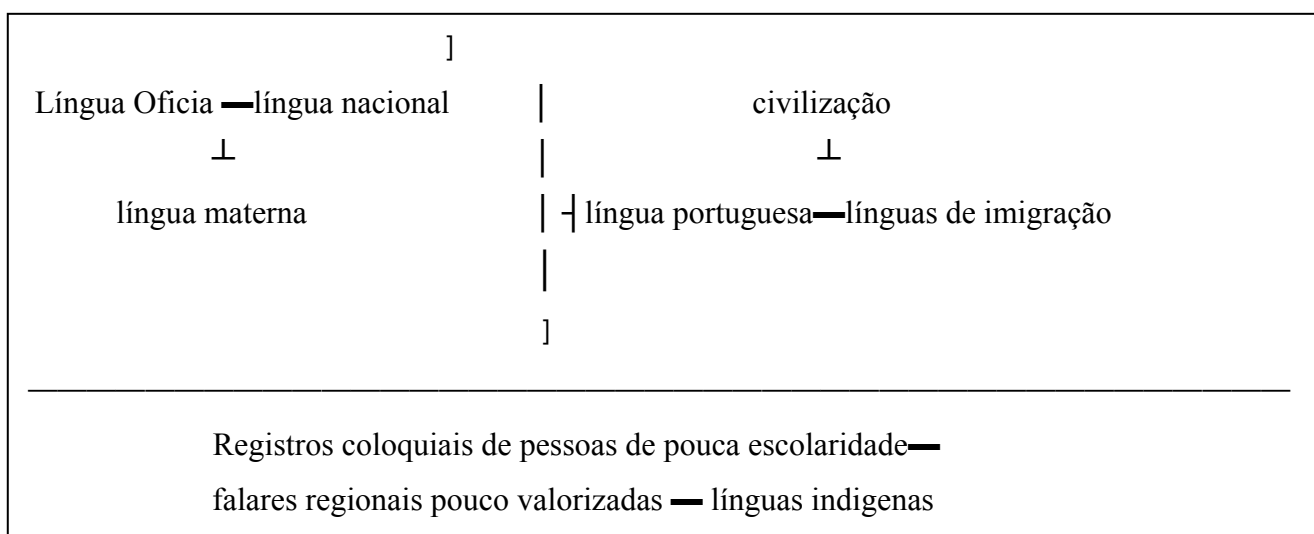 ]
Língua Oficia ━língua nacional | civilização
┴ | ┴
língua materna | ┤língua portuguesa━línguas de imigração
|
]
Registros coloquiais de pessoas de pouca escolaridade━
falares regionais pouco valorizadas ━ línguas indigenas